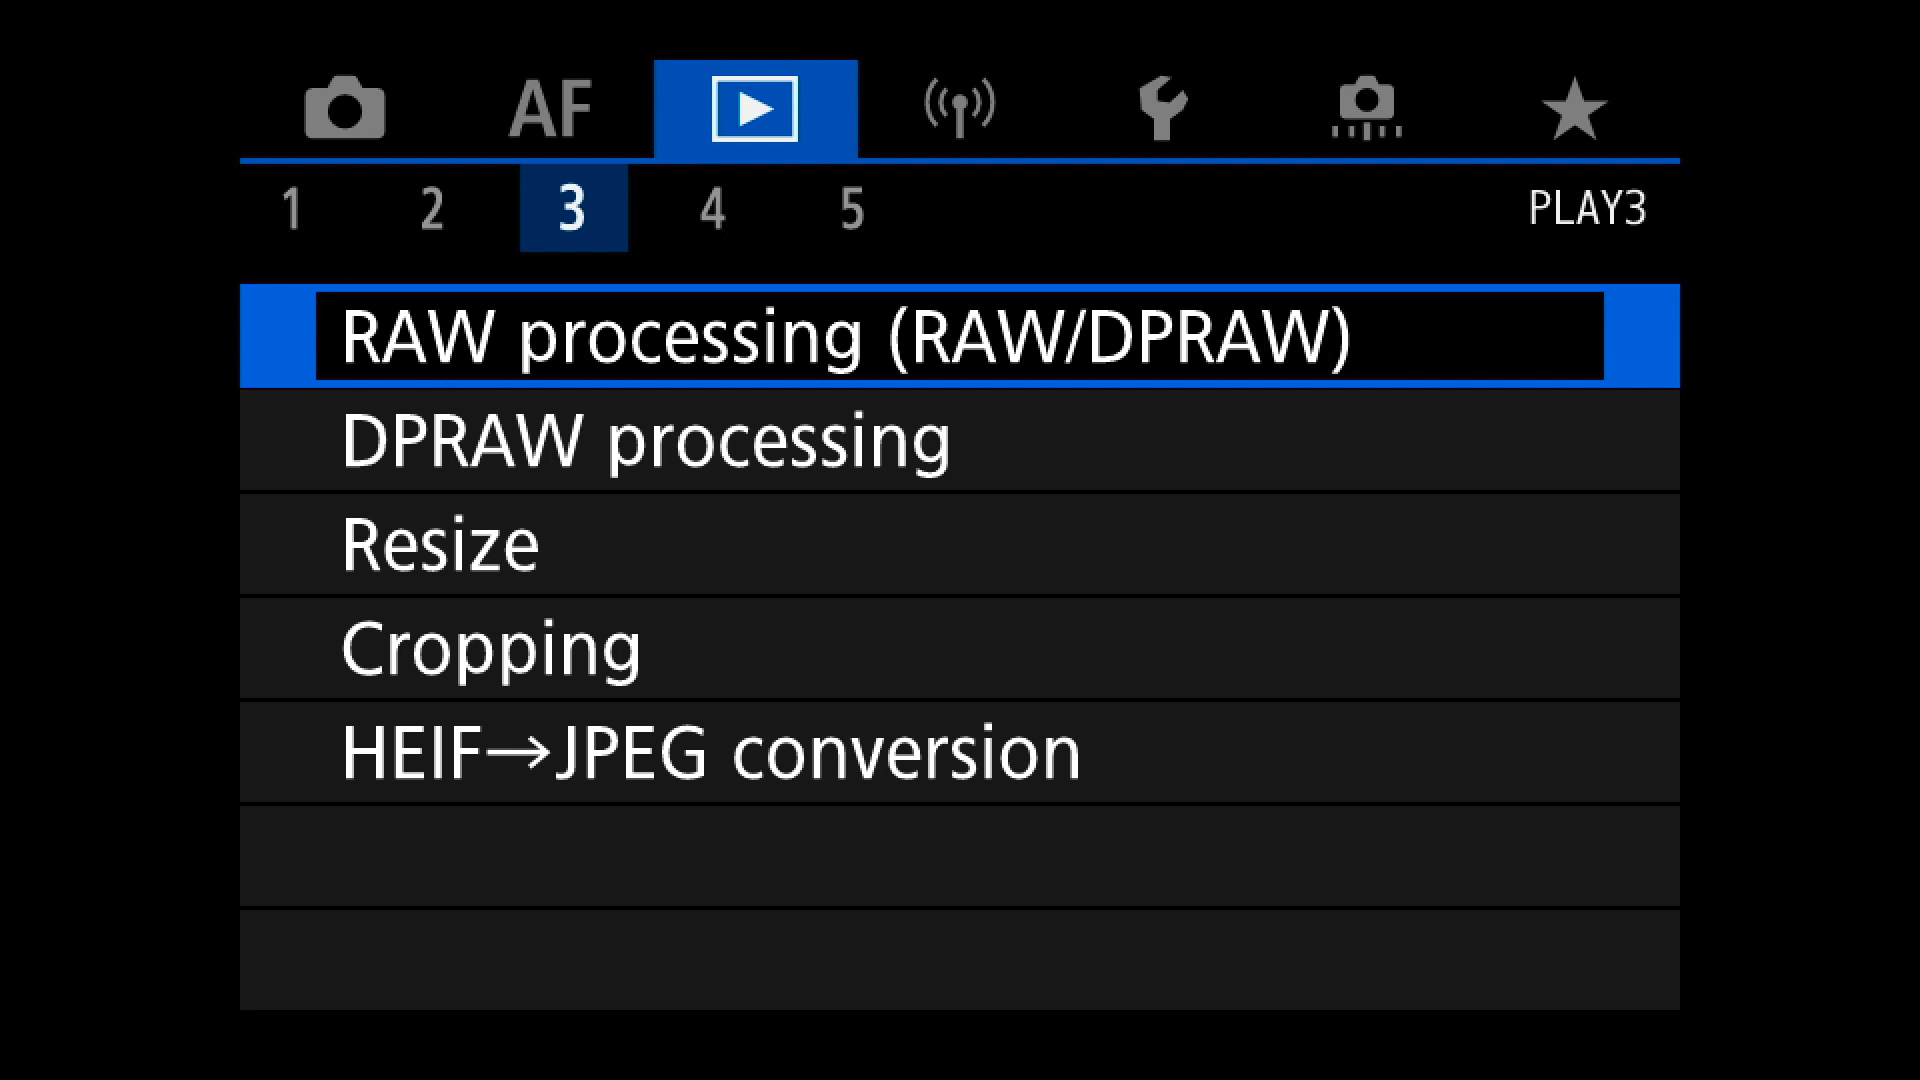 AF
1 2 3 4 5 PLAY3
RAW processing (RAW/DPRAW)
DPRAW processing
Resize
Cropping
HEIF→JPEG conversion